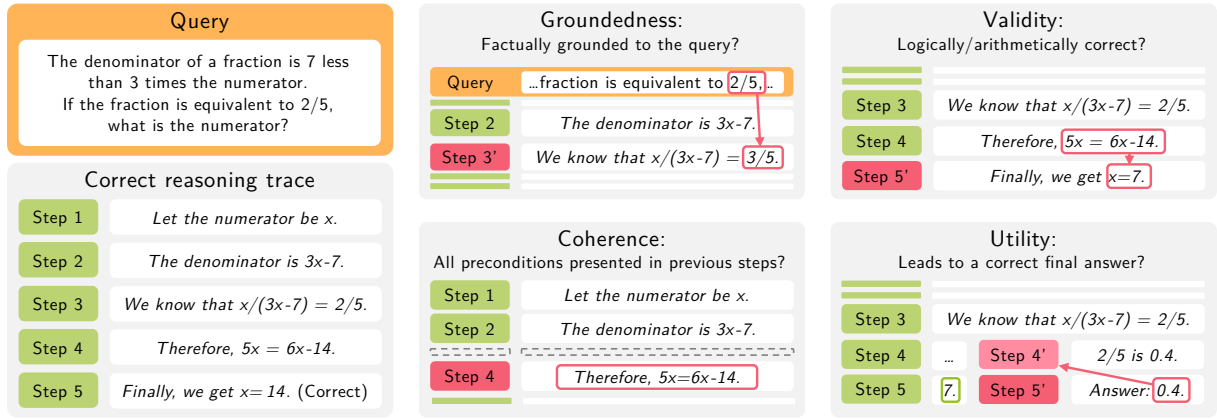 Query
The denominator of a fraction is 7 less
than 3 times the numerator.
If the fraction is equivalent to 2/5,
what is the numerator?
Correct reasoning trace
Step 1 Let the numerator be x.
Step 2 The denominator is 3x-7.
Step 3 We know that x/(3x-7) = 2/5.
Step 4 Therefore, 5x = 6x-14.
Step 5 Finally, we get x= 14. (Correct)
Groundedness:
Factually grounded to the query?
Query ...fraction is equivalent to 2/5,...
Step 2 The denominator is 3x-7.
Step 3' We know that x/(3x-7) = 3/5.
Coherence:
All preconditions presented in previous steps?
Step 1 Let the numerator be x.
Step 2 The denominator is 3x-7.
Step 4 Therefore, 5x=6x-14.
Validity:
Logically/arithmetically correct?
Step 3 We know that x/(3x-7) = 2/5.
Step 4 Therefore, 5x = 6x-14.
Step 5' Finally, we get x=7.
Utility:
Leads to a correct final answer?
Step 3 We know that x/(3x-7) = 2/5.
Step 4 ... Step 4' 2/5 is 0.4.
Step 5 7. Step 5' Answer: 0.4.